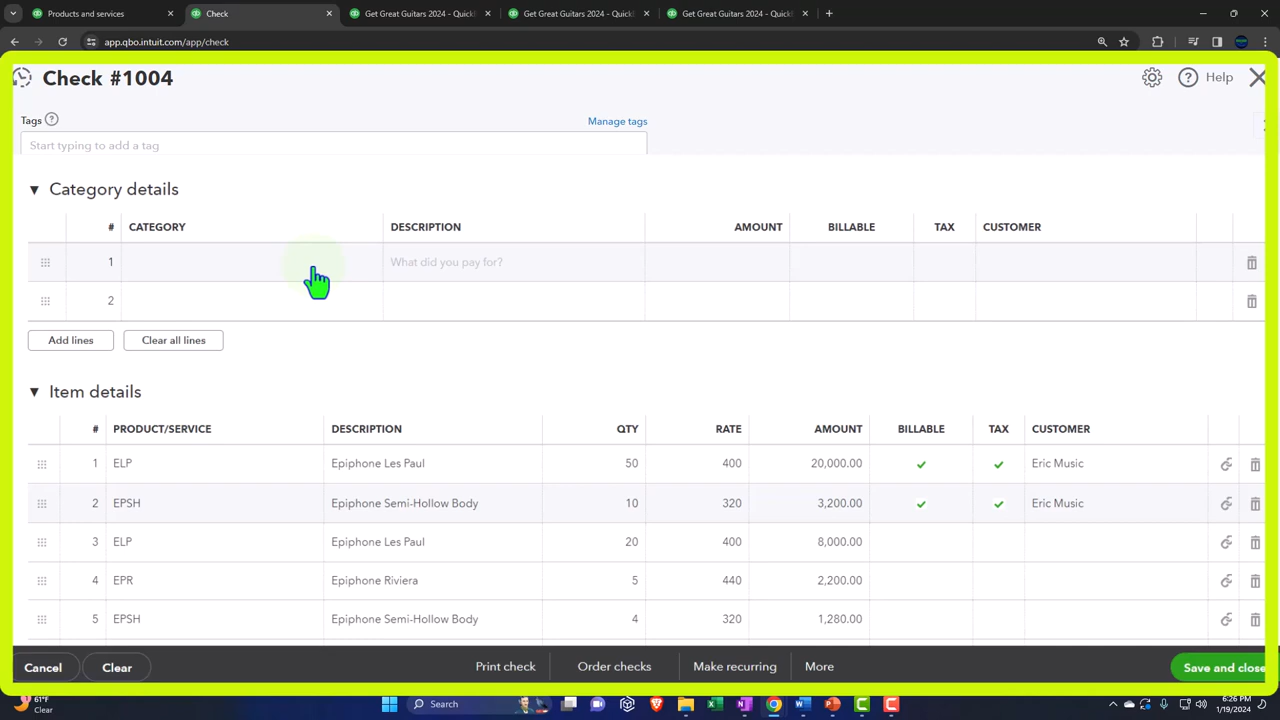 Products and services
Check
Get Great Guitars 2024 - QuickB
Get Great Guitars 2024 - QuickB
Get Great Guitars 2024 - QuickB
app.qbo.intuit.com/app/check
Check #1004
Help
Tags
Manage tags
Start typing to add a tag
Category details
# CATEGORY DESCRIPTION AMOUNT BILLABLE TAX CUSTOMER
1 What did you pay for?
2
Add lines Clear all lines
Item details
# PRODUCT/SERVICE DESCRIPTION QTY RATE AMOUNT BILLABLE TAX CUSTOMER
1 ELP Epiphone Les Paul 50 400 20,000.00 Eric Music
2 EPSH Epiphone Semi-Hollow Body 10 320 3,200.00 Eric Music
3 ELP Epiphone Les Paul 20 400 8,000.00
4 EPR Epiphone Riviera 5 440 2,200.00
5 EPSH Epiphone Semi-Hollow Body 4 320 1,280.00
Cancel Clear Print check Order checks Make recurring More Save and close
61°F
Clear
Search
6:26 PM
1/19/2024